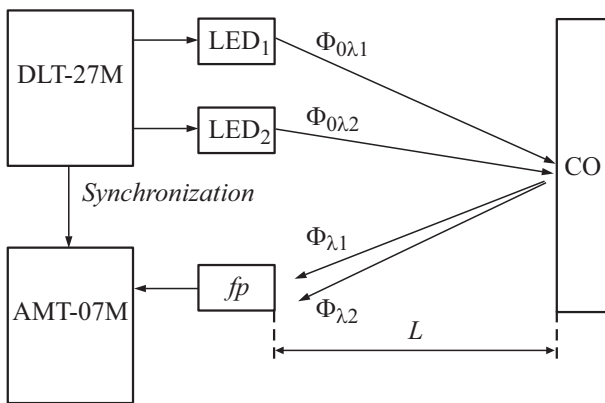 LED₁
Φ₀λ₁
DLT-27M
LED₂
Φ₀λ₂
CO
Synchronization
Φλ₁
fp
AMT-07M
Φλ₂
L